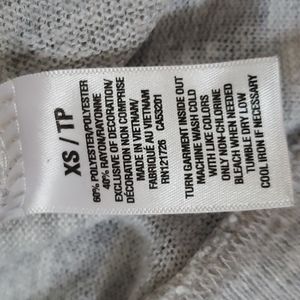 XS / TP
60% POLYESTER/POLYESTER
40% RAYON/RAYONNE
EXCLUSIVE OF DECORATION/
DÉCORATION NON COMPRISE
MADE IN VIETNAM/
FABRIQUÉ AU VIETNAM
RN121726 CA53201
TURN GARMENT INSIDE OUT
MACHINE WASH COLD
WITH LIKE COLORS
ONLY NON-CHLORINE
BLEACH WHEN NEEDED
TUMBLE DRY LOW
COOL IRON IF NECESSARY